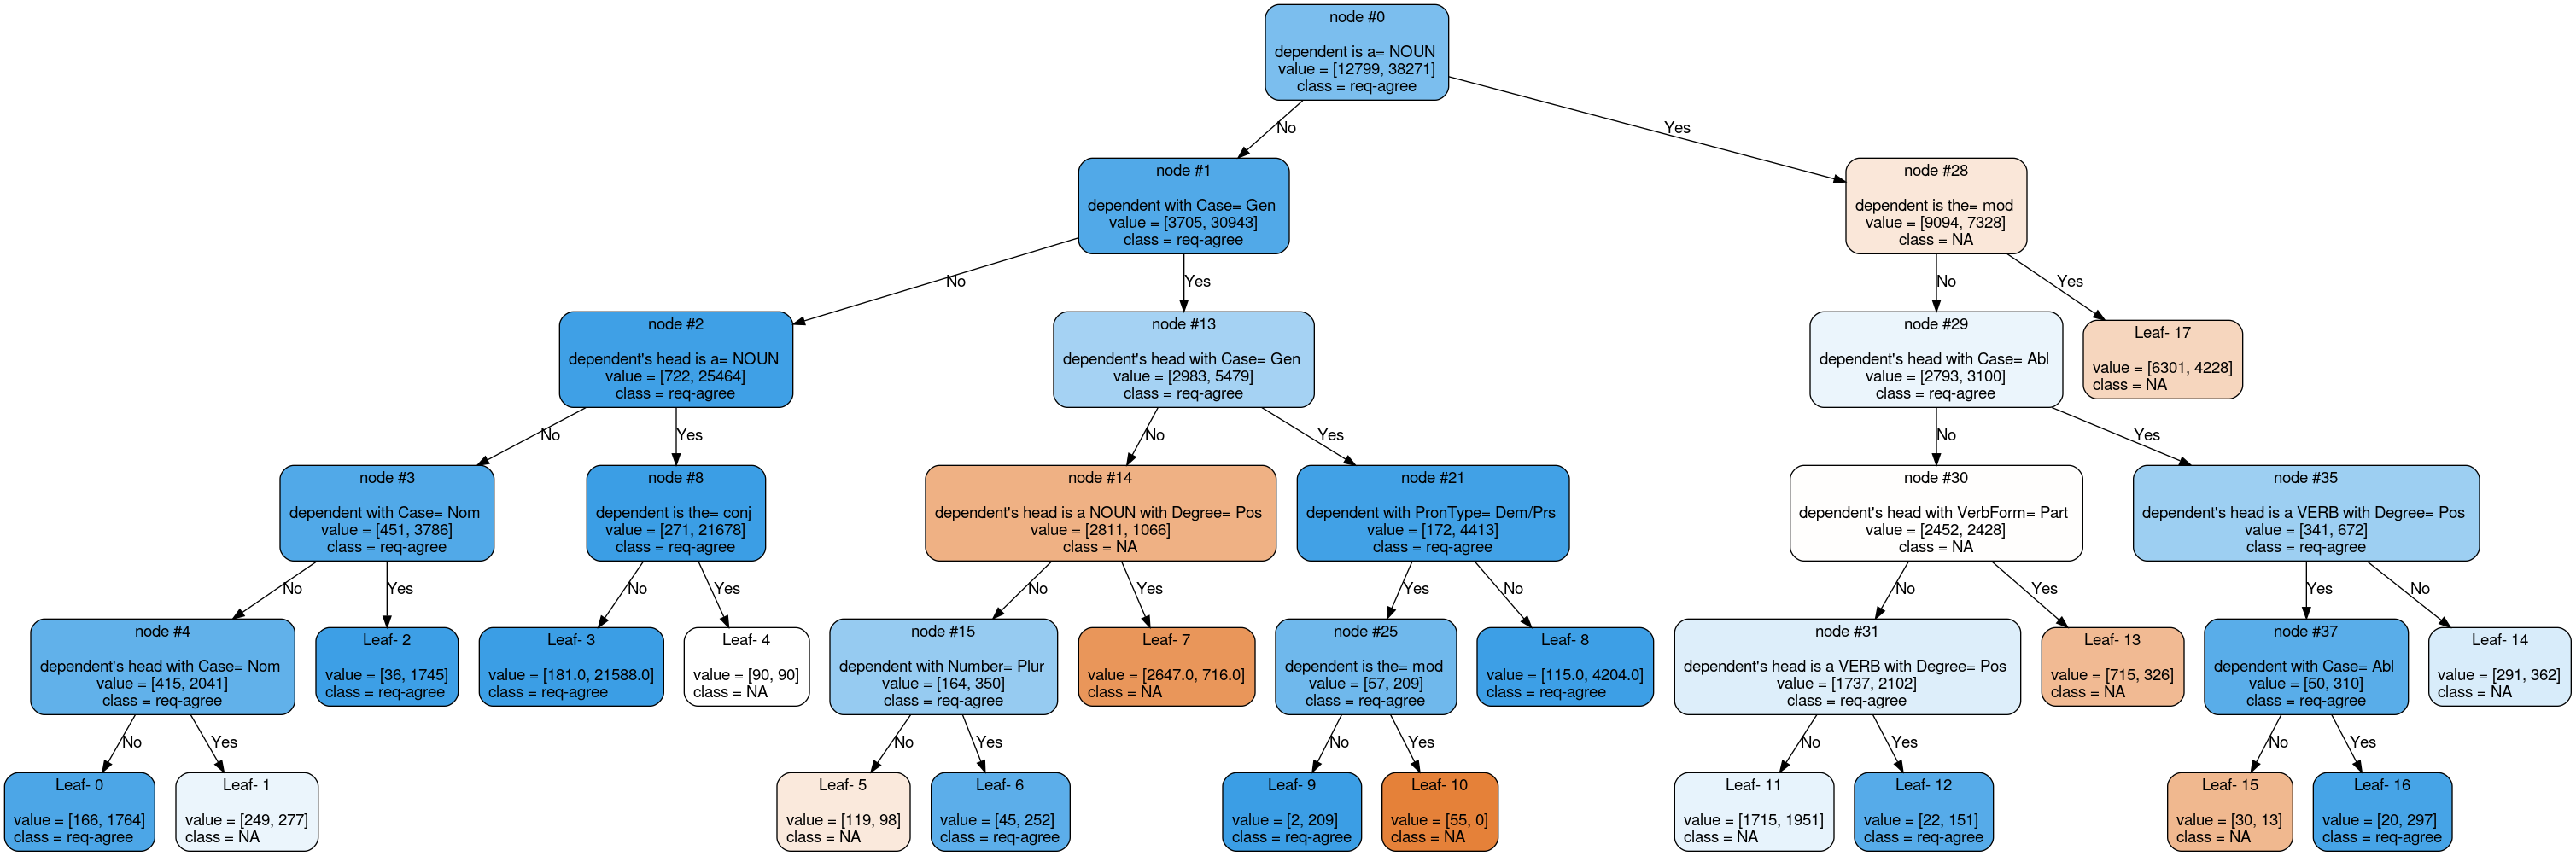 node #0
dependent is a= NOUN
value = [12799, 38271]
class = req-agree
No
Yes
node #1
dependent with Case= Gen
value = [3705, 30943]
class = req-agree
node #28
dependent is the= mod
value = [9094, 7328]
class = NA
No
Yes
No
Yes
node #2
dependent's head is a= NOUN
value = [722, 25464]
class = req-agree
node #13
dependent's head with Case= Gen
value = [2983, 5479]
class = req-agree
node #29
dependent's head with Case= Abl
value = [2793, 3100]
class = req-agree
Leaf- 17
value = [6301, 4228]
class = NA
No
Yes
No
Yes
No
Yes
node #3
dependent with Case= Nom
value = [451, 3786]
class = req-agree
node #8
dependent is the= conj
value = [271, 21678]
class = req-agree
node #14
dependent's head is a NOUN with Degree= Pos
value = [2811, 1066]
class = NA
node #21
dependent with PronType= Dem/Prs
value = [172, 4413]
class = req-agree
node #30
dependent's head with VerbForm= Part
value = [2452, 2428]
class = NA
node #35
dependent's head is a VERB with Degree= Pos
value = [341, 672]
class = req-agree
No
Yes
No
Yes
No
Yes
Yes
No
No
Yes
Yes
No
node #4
dependent's head with Case= Nom
value = [415, 2041]
class = req-agree
Leaf- 2
value = [36, 1745]
class = req-agree
Leaf- 3
value = [181.0, 21588.0]
class = req-agree
Leaf- 4
value = [90, 90]
class = NA
node #15
dependent with Number= Plur
value = [164, 350]
class = req-agree
Leaf- 7
value = [2647.0, 716.0]
class = NA
node #25
dependent is the= mod
value = [57, 209]
class = req-agree
Leaf- 8
value = [115.0, 4204.0]
class = req-agree
node #31
dependent's head is a VERB with Degree= Pos
value = [1737, 2102]
class = req-agree
Leaf- 13
value = [715, 326]
class = NA
node #37
dependent with Case= Abl
value = [50, 310]
class = req-agree
Leaf- 14
value = [291, 362]
class = NA
No
Yes
No
Yes
No
Yes
No
Yes
No
Yes
Leaf- 0
value = [166, 1764]
class = req-agree
Leaf- 1
value = [249, 277]
class = NA
Leaf- 5
value = [119, 98]
class = NA
Leaf- 6
value = [45, 252]
class = req-agree
Leaf- 9
value = [2, 209]
class = req-agree
Leaf- 10
value = [55, 0]
class = NA
Leaf- 11
value = [1715, 1951]
class = NA
Leaf- 12
value = [22, 151]
class = req-agree
Leaf- 15
value = [30, 13]
class = NA
Leaf- 16
value = [20, 297]
class = req-agree